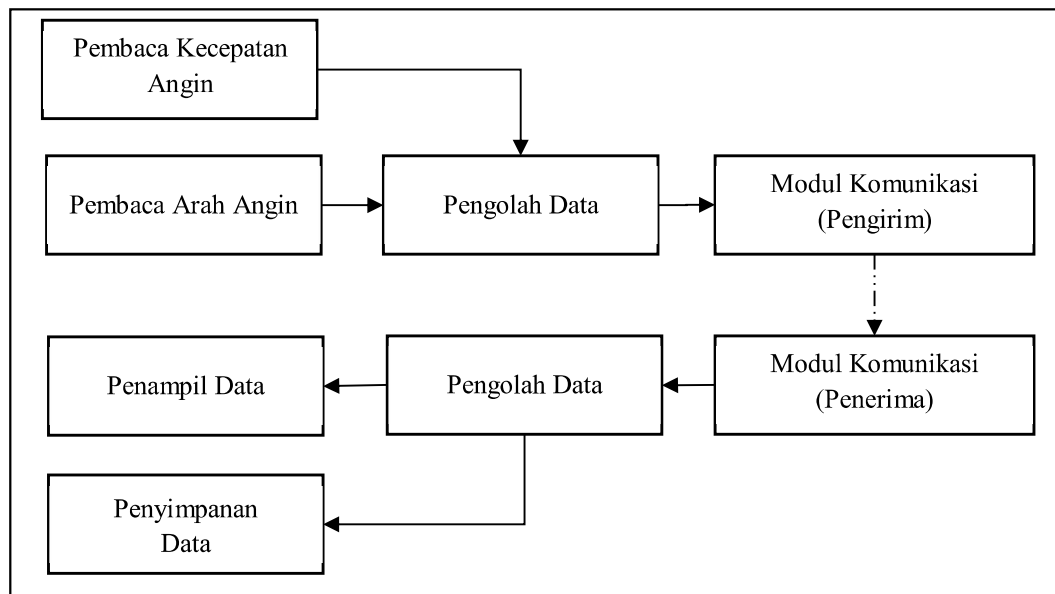 Pembaca Kecepatan
Angin
Pembaca Arah Angin
Pengolah Data
Modul Komunikasi
(Pengirim)
Penampil Data
Pengolah Data
Modul Komunikasi
(Penerima)
Penyimpanan
Data